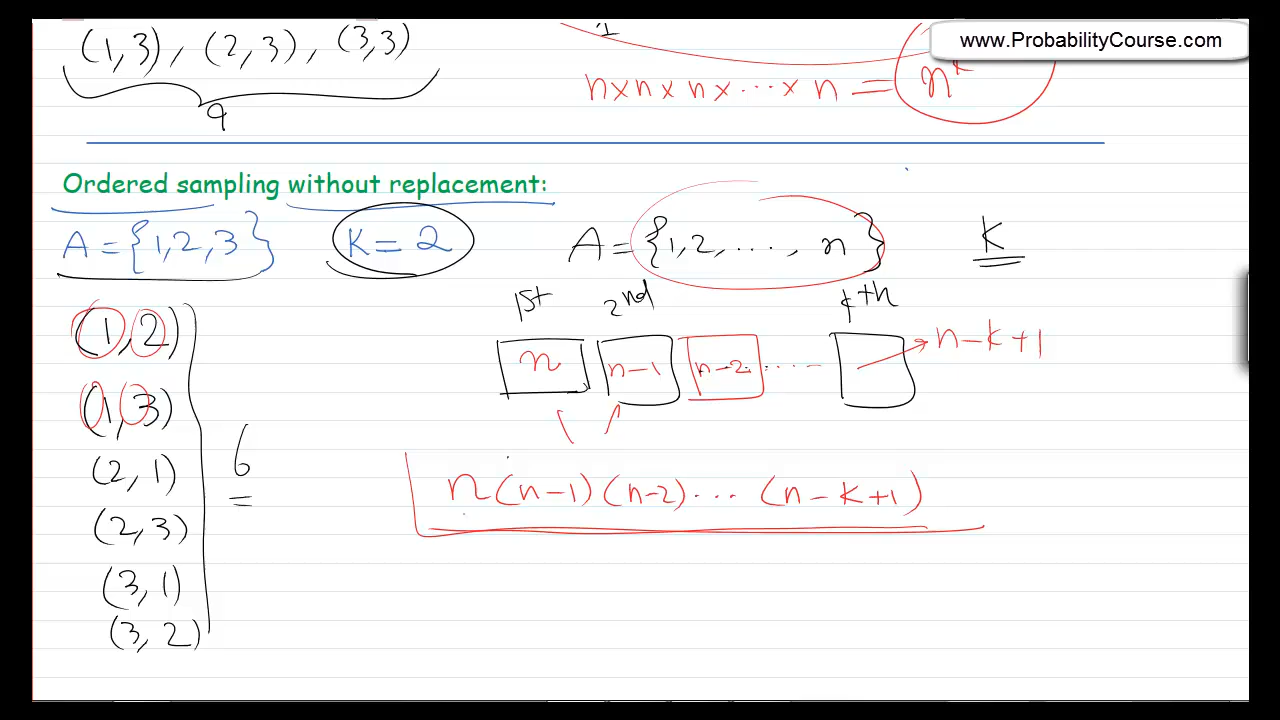 www.ProbabilityCourse.com
(1,3), (2,3), (3,3)
9
n×n×n×···×n = n^k
Ordered sampling without replacement:
A={1,2,3} K=2
A={1,2,...,n} K
1st 2nd kth
n n-1 n-2 ..... n-k+1
n(n-1)(n-2)...(n-k+1)
(1,2)
(1,3)
(2,1)
(2,3)
(3,1)
(3,2)
6